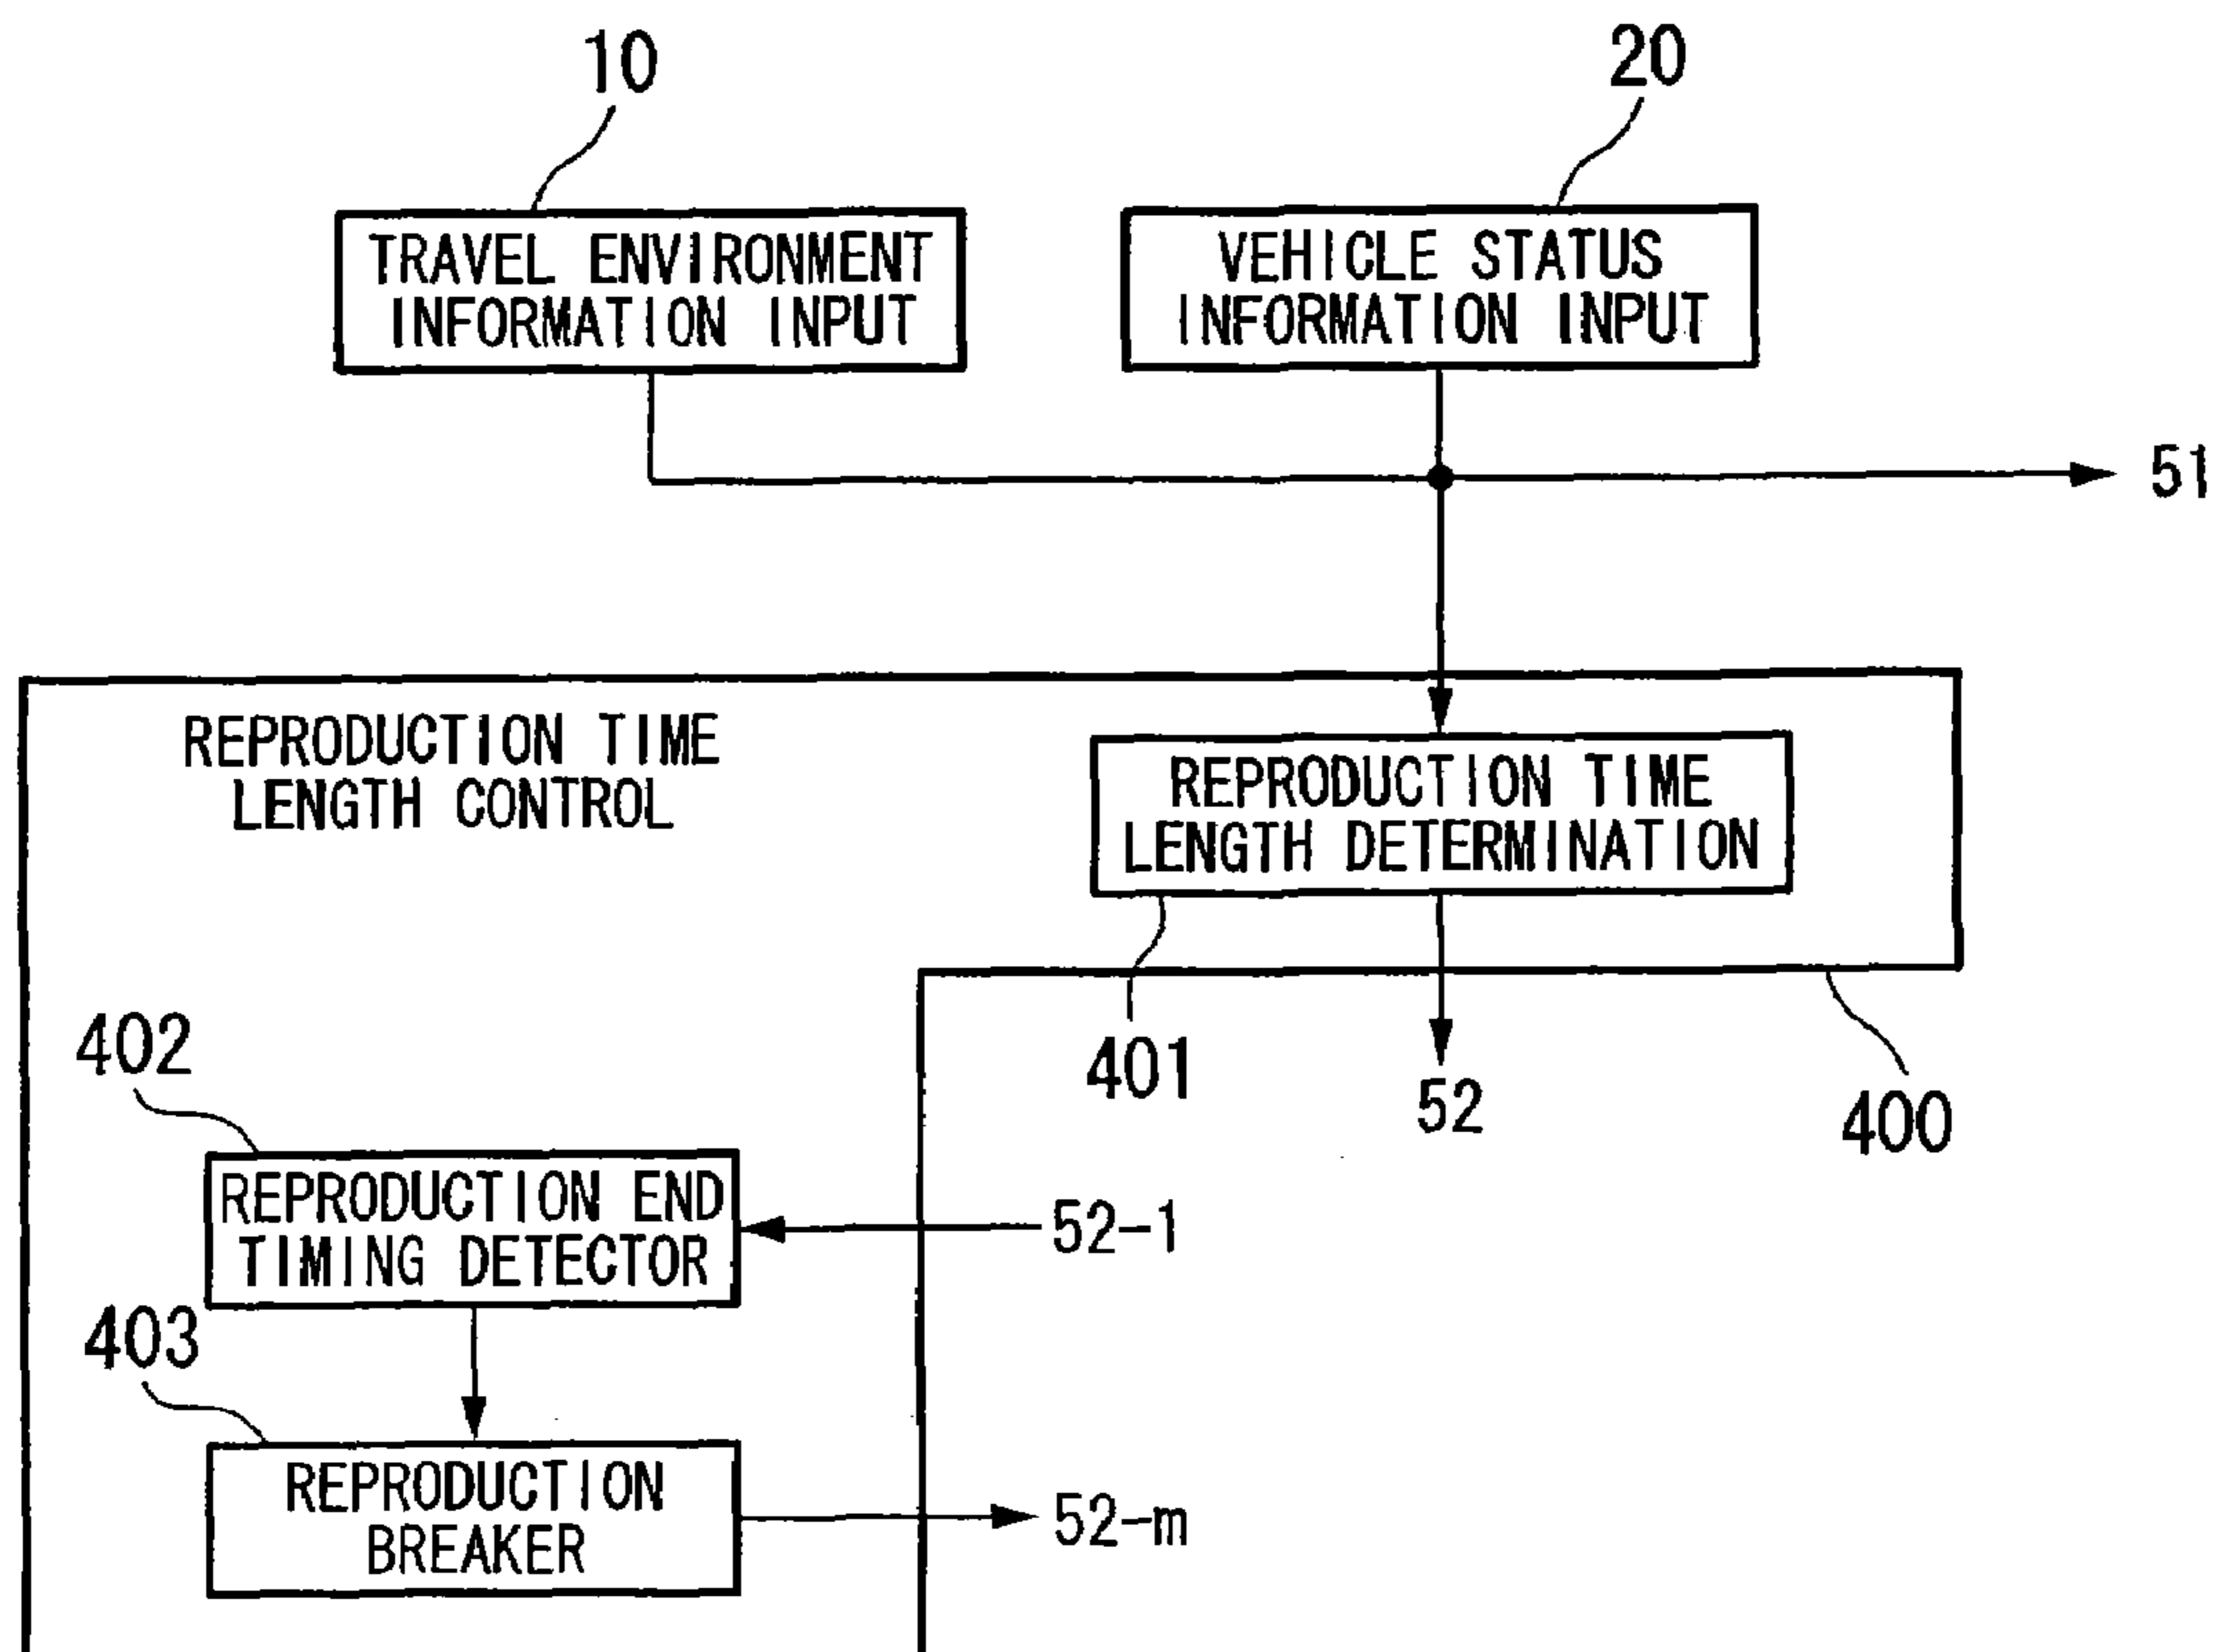 10
20
TRAVEL ENVIRONMENT
INFORMATION INPUT
VEHICLE STATUS
INFORMATION INPUT
51
REPRODUCTION TIME
LENGTH CONTROL
REPRODUCTION TIME
LENGTH DETERMINATION
402
401
52
400
REPRODUCTION END
TIMING DETECTOR
52-1
403
REPRODUCTION
BREAKER
52-m